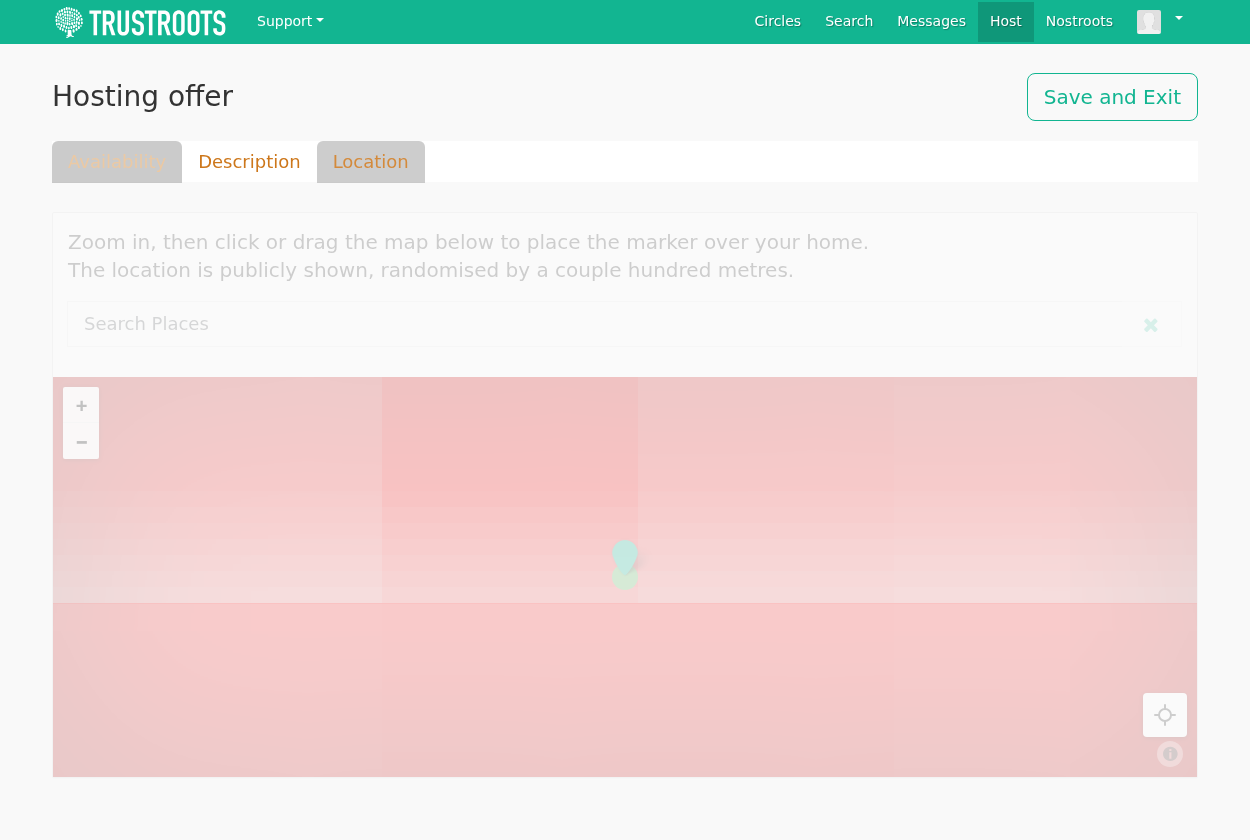 TRUSTROOTS Support Circles Search Messages Host Nostroots
Hosting offer Save and Exit
Availability Description Location
Zoom in, then click or drag the map below to place the marker over your home.
The location is publicly shown, randomised by a couple hundred metres.
Search Places